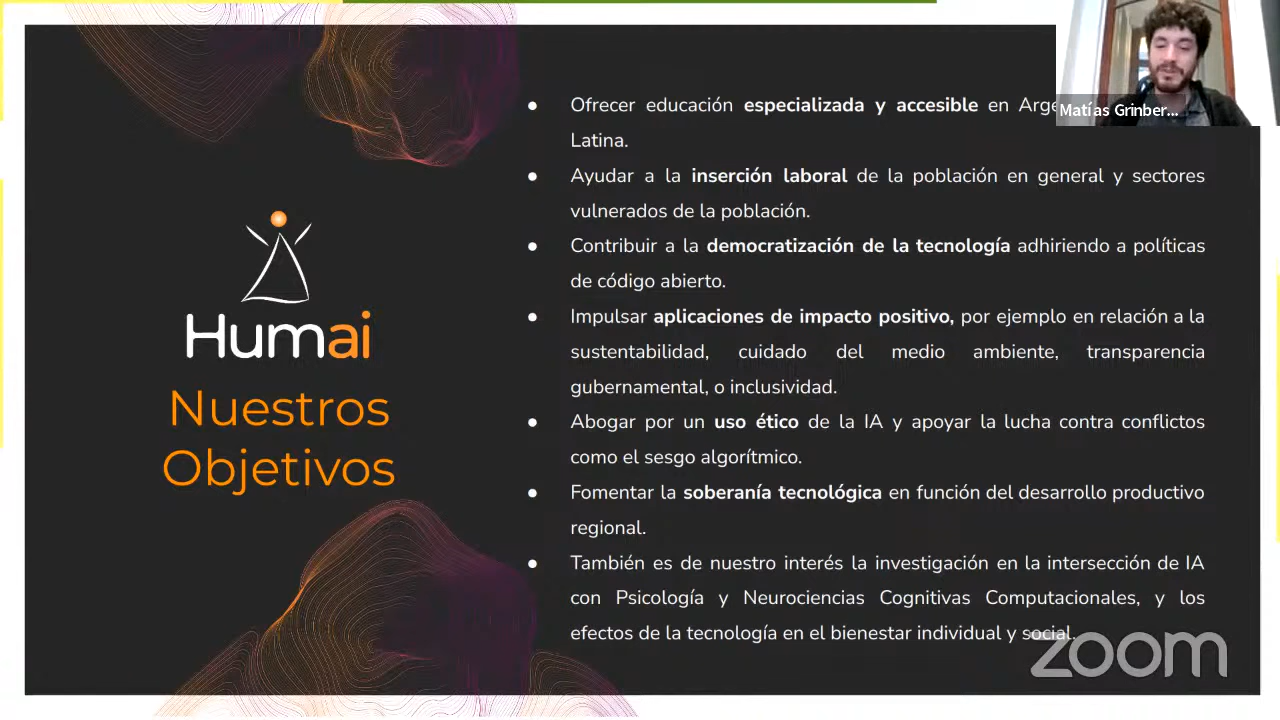 Matías Grinber...
Humai
Nuestros
Objetivos
● Ofrecer educación especializada y accesible en Arge
Latina.
● Ayudar a la inserción laboral de la población en general y sectores
vulnerados de la población.
● Contribuir a la democratización de la tecnología adhiriendo a políticas
de código abierto.
● Impulsar aplicaciones de impacto positivo, por ejemplo en relación a la
sustentabilidad, cuidado del medio ambiente, transparencia
gubernamental, o inclusividad.
● Abogar por un uso ético de la IA y apoyar la lucha contra conflictos
como el sesgo algorítmico.
● Fomentar la soberanía tecnológica en función del desarrollo productivo
regional.
● También es de nuestro interés la investigación en la intersección de IA
con Psicología y Neurociencias Cognitivas Computacionales, y los
efectos de la tecnología en el bienestar individual y social.
zoom